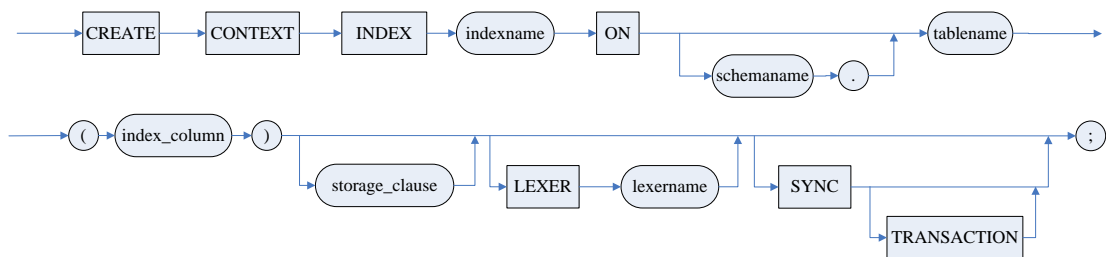 CREATE CONTEXT INDEX indexname ON tablename
schemaname .
( index_column ) ;
storage_clause LEXER lexername SYNC
TRANSACTION